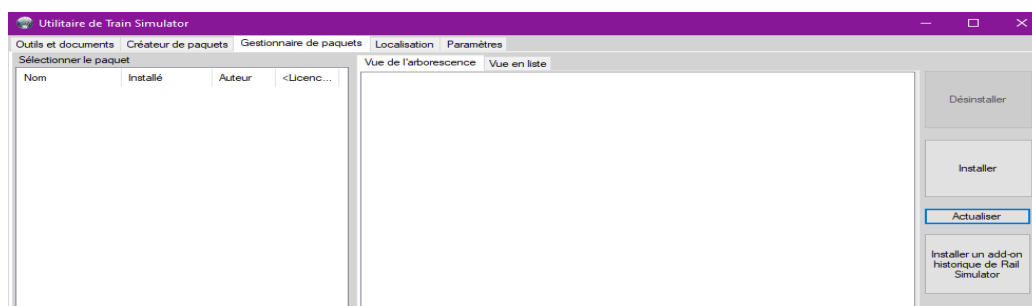 Utilitaire de Train Simulator
Outils et documents Créateur de paquets Gestionnaire de paquets Localisation Paramètres
Sélectionner le paquet
Vue de l'arborescence Vue en liste
Nom Installé Auteur <Licenc...
Désinstaller
Installer
Actualiser
Installer un add-on
historique de Rail
Simulator